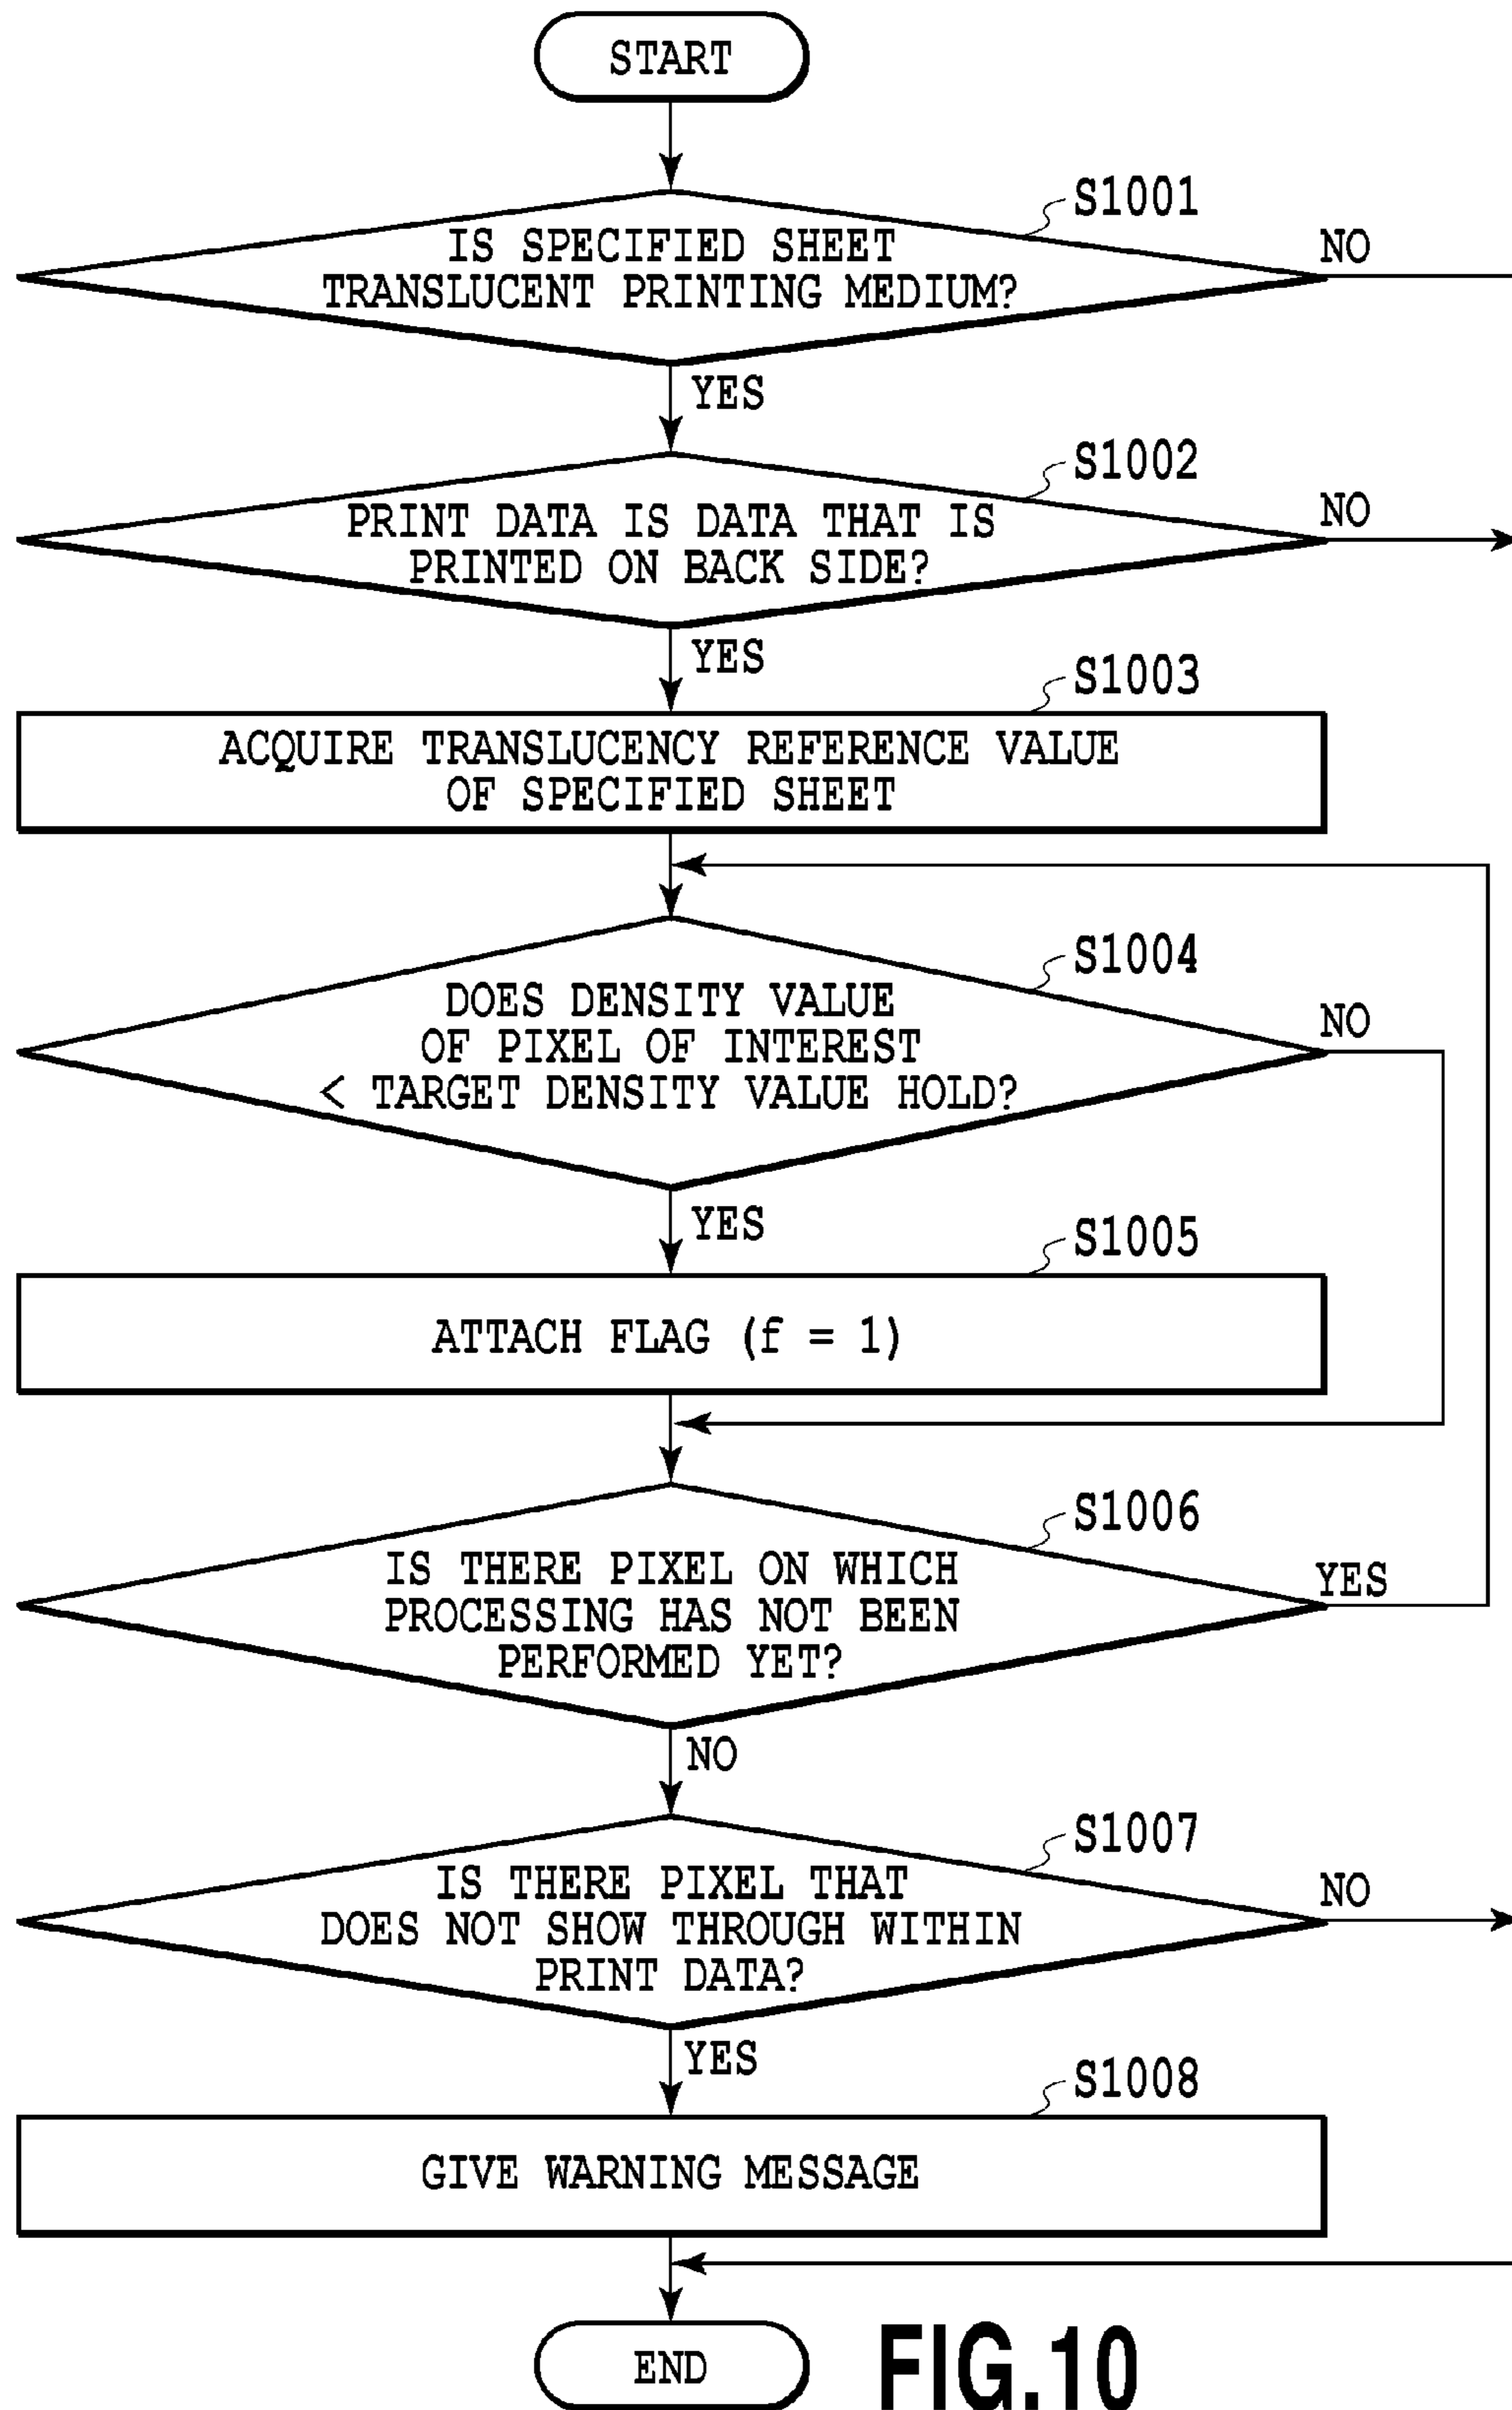 START
S1001
IS SPECIFIED SHEET
TRANSLUCENT PRINTING MEDIUM?
NO
YES
S1002
PRINT DATA IS DATA THAT IS
PRINTED ON BACK SIDE?
NO
YES
S1003
ACQUIRE TRANSLUCENCY REFERENCE VALUE
OF SPECIFIED SHEET
S1004
DOES DENSITY VALUE
OF PIXEL OF INTEREST
< TARGET DENSITY VALUE HOLD?
NO
YES
S1005
ATTACH FLAG (f = 1)
S1006
IS THERE PIXEL ON WHICH
PROCESSING HAS NOT BEEN
PERFORMED YET?
YES
NO
S1007
IS THERE PIXEL THAT
DOES NOT SHOW THROUGH WITHIN
PRINT DATA?
NO
YES
S1008
GIVE WARNING MESSAGE
END
FIG.10